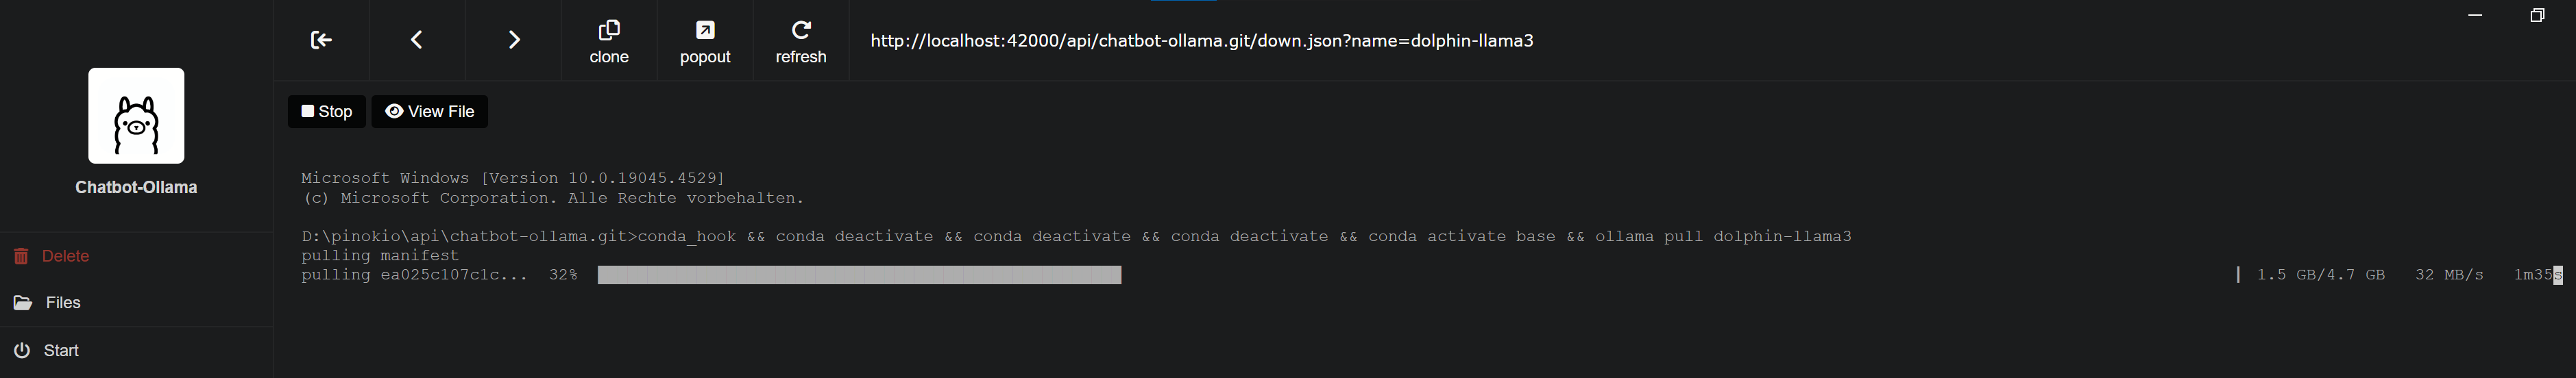 clone
popout
refresh
http://localhost:42000/api/chatbot-ollama.git/down.json?name=dolphin-llama3
Chatbot-Ollama
Delete
Files
Start
Stop
View File
Microsoft Windows [Version 10.0.19045.4529]
(c) Microsoft Corporation. Alle Rechte vorbehalten.
D:\pinokio\api\chatbot-ollama.git>conda_hook && conda deactivate && conda deactivate && conda deactivate && conda activate base && ollama pull dolphin-llama3
pulling manifest
pulling ea025c107c1c... 32% | 1.5 GB/4.7 GB 32 MB/s 1m35s